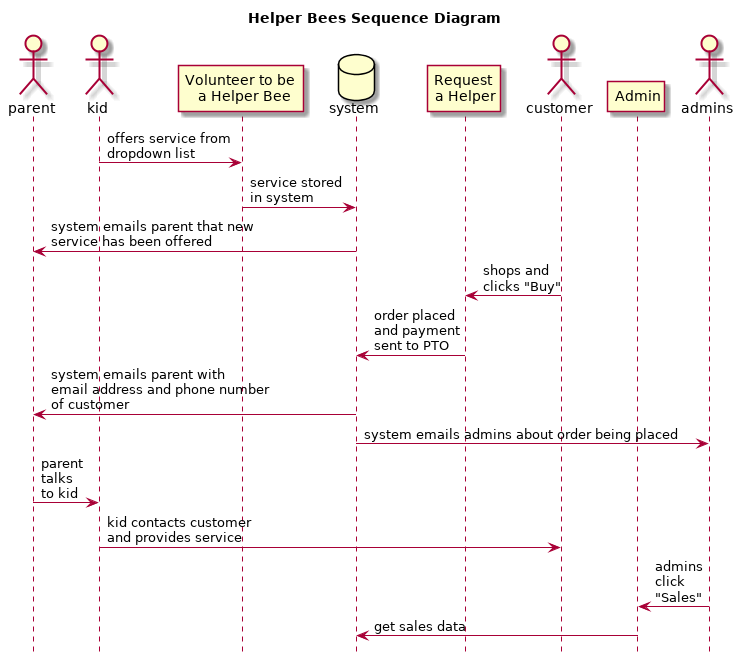 Helper Bees Sequence Diagram
parent
kid
Volunteer to be
a Helper Bee
system
Request
a Helper
customer
Admin
admins
offers service from
dropdown list
service stored
in system
system emails parent that new
service has been offered
shops and
clicks "Buy"
order placed
and payment
sent to PTO
system emails parent with
email address and phone number
of customer
system emails admins about order being placed
parent
talks
to kid
kid contacts customer
and provides service
admins
click
"Sales"
get sales data